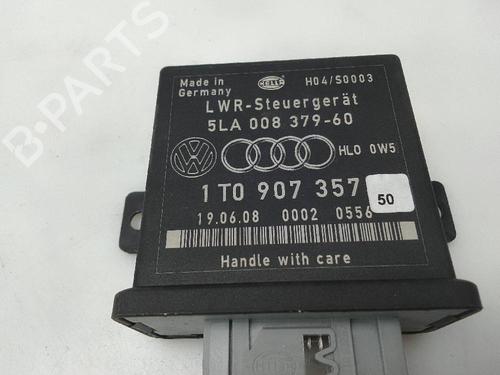 B-PARTS
Made in
Germany
HELLA
H04/S0003
LWR-Steuergerät
5LA 008 379-60
HLO 0W5
1T0 907 357
50
19.06.08 0002 0556
Handle with care